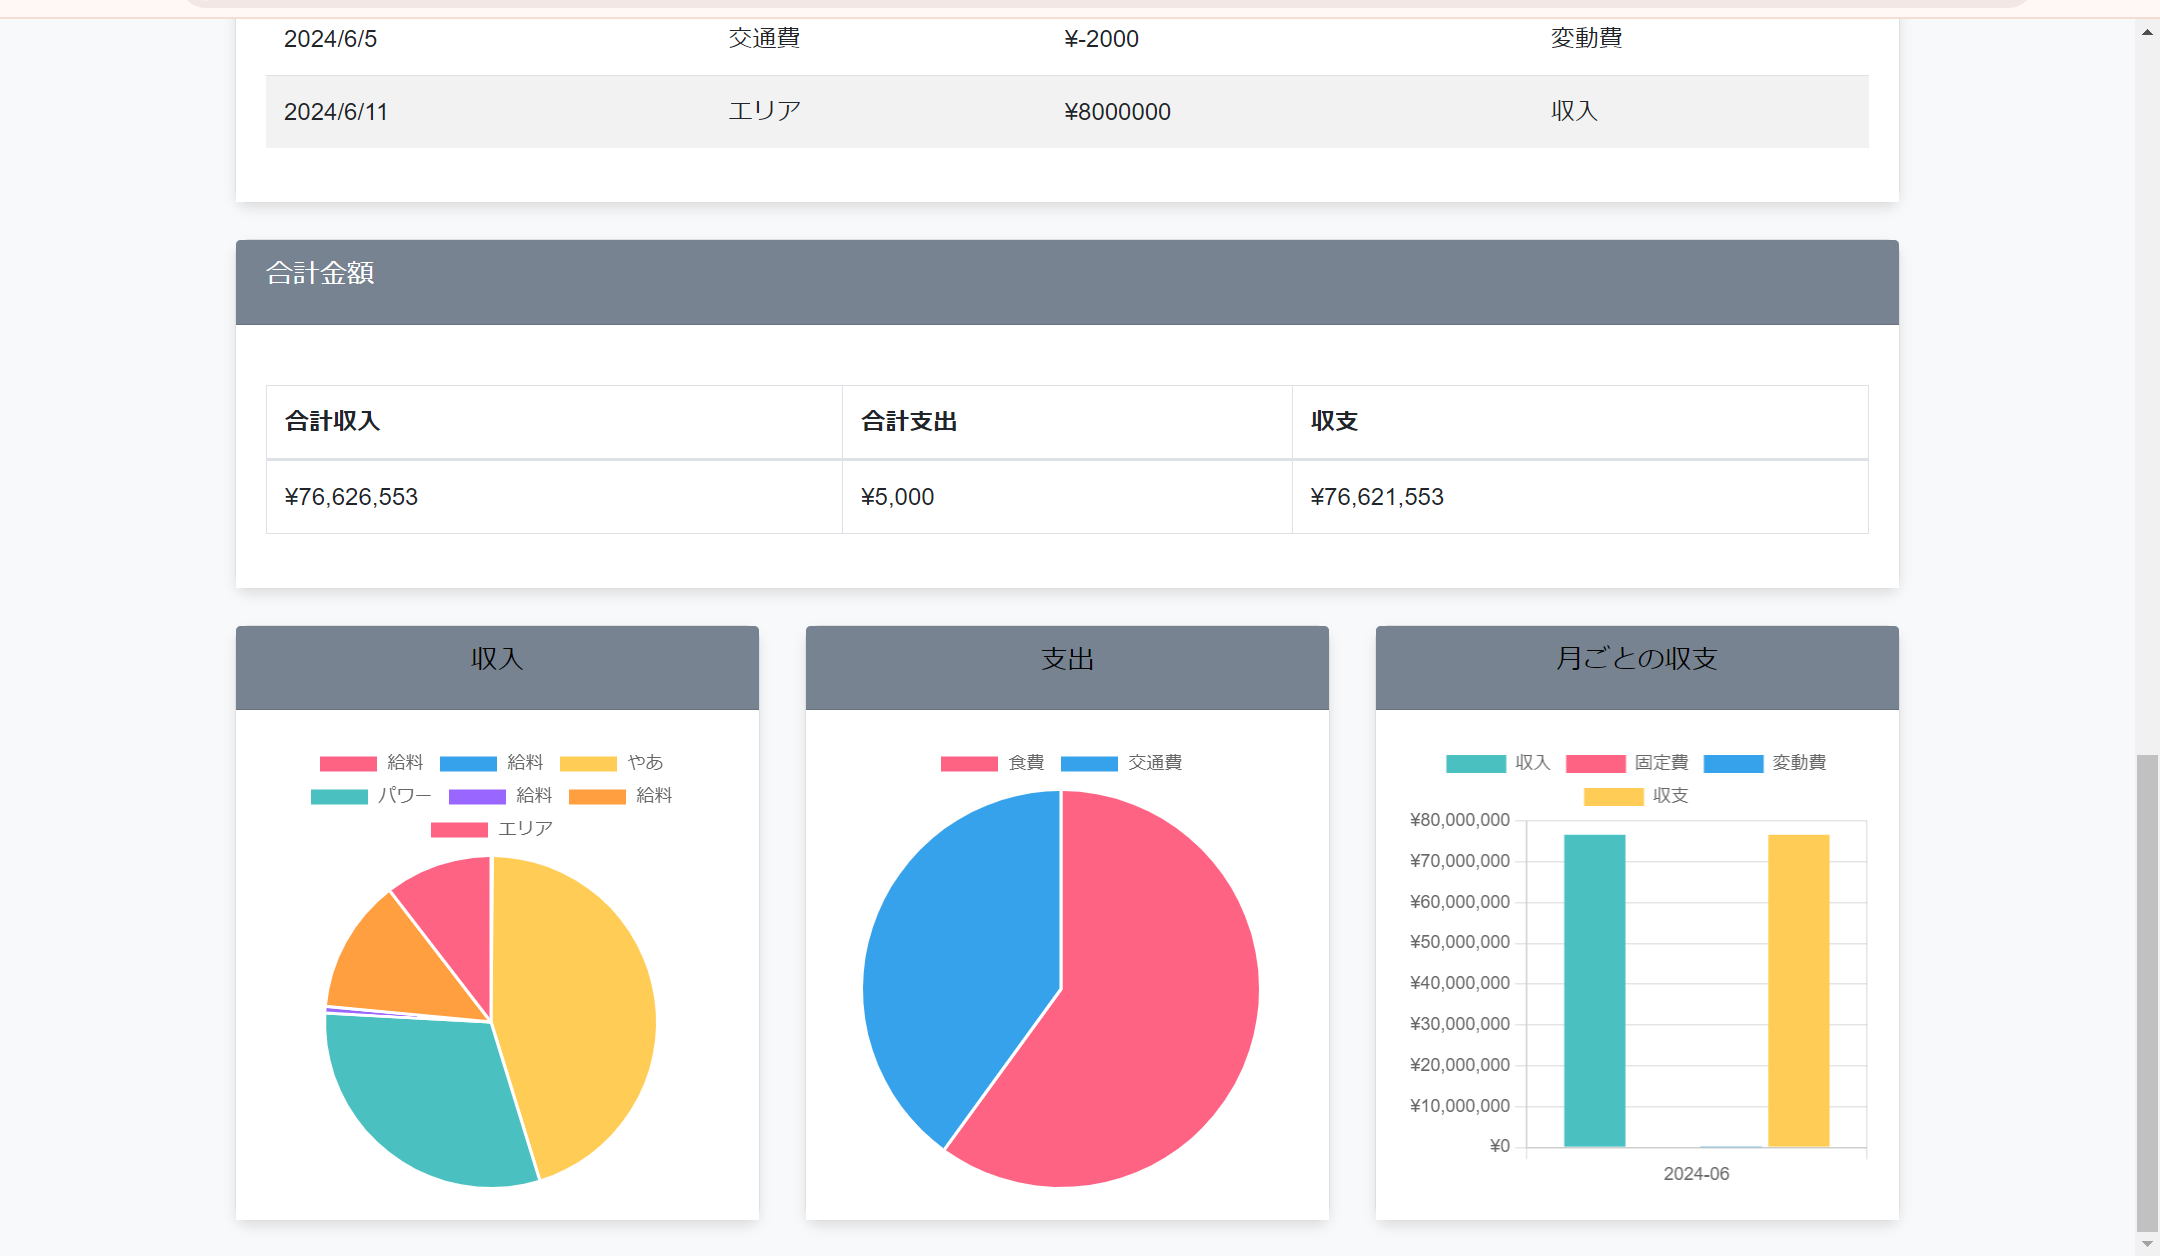 2024/6/5 交通費 ¥-2000 変動費
2024/6/11 エリア ¥8000000 収入
合計金額
合計収入 合計支出 収支
¥76,626,553 ¥5,000 ¥76,621,553
収入
給料 給料 やあ
パワー 給料 給料
エリア
支出
食費 交通費
月ごとの収支
収入 固定費 変動費
収支
¥80,000,000
¥70,000,000
¥60,000,000
¥50,000,000
¥40,000,000
¥30,000,000
¥20,000,000
¥10,000,000
¥0
2024-06